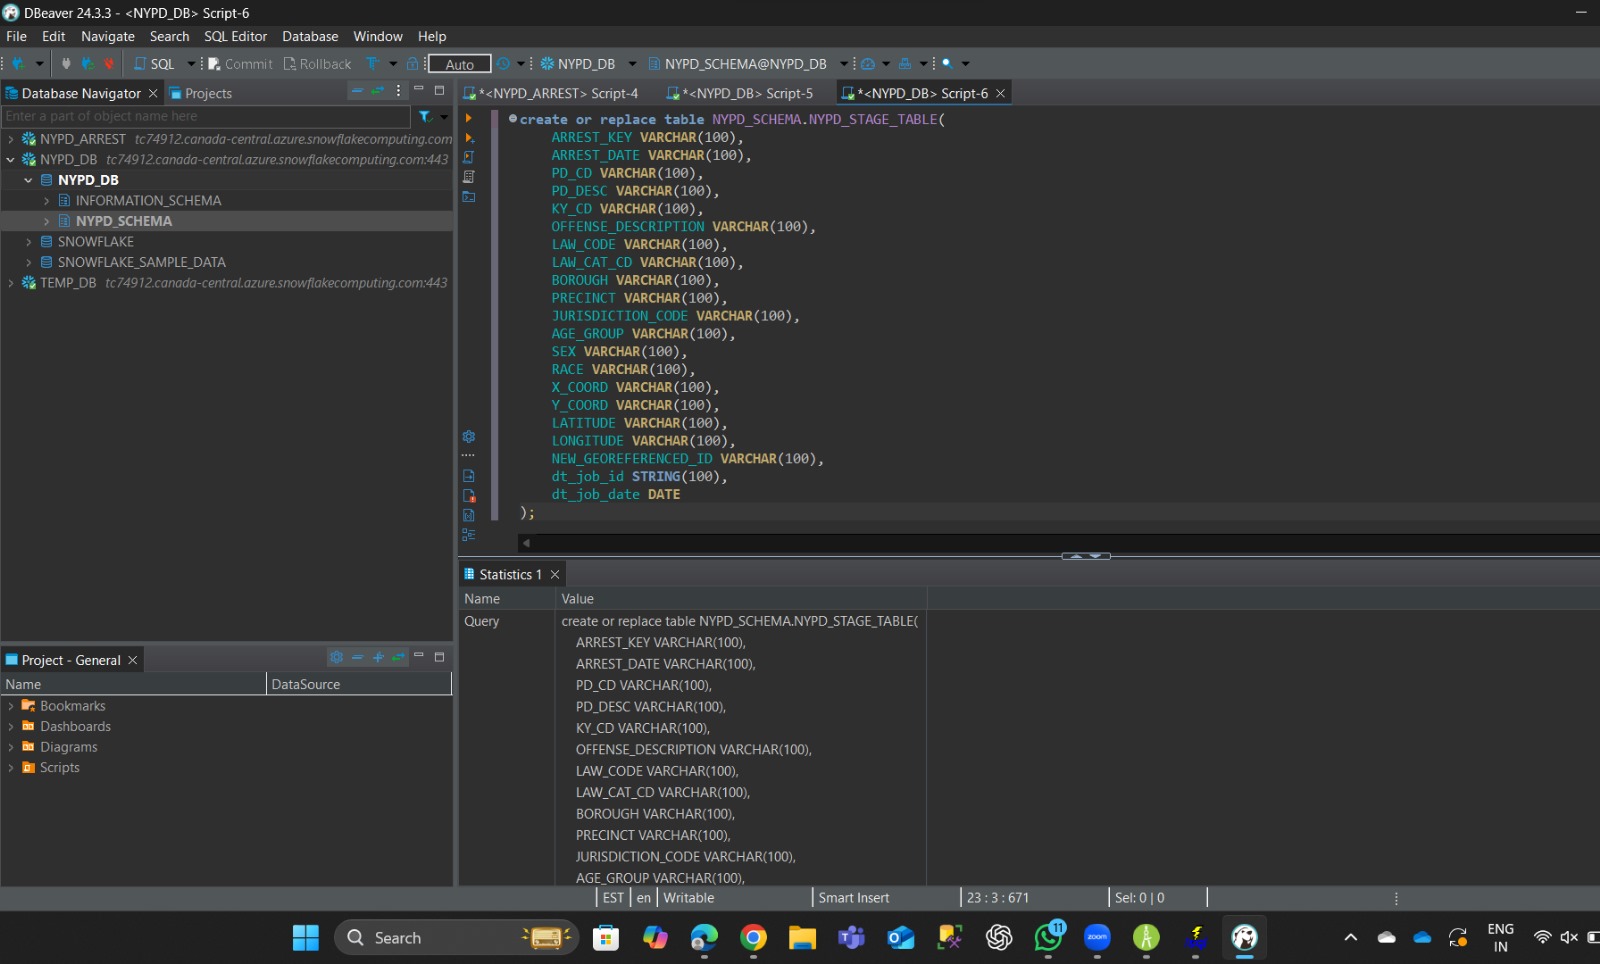 DBeaver 24.3.3 - <NYPD_DB> Script-6
File Edit Navigate Search SQL Editor Database Window Help
SQL Commit Rollback Auto NYPD_DB NYPD_SCHEMA@NYPD_DB
Database Navigator Projects
Enter a part of object name here
NYPD_ARREST tc74912.canada-central.azure.snowflakecomputing.com
NYPD_DB tc74912.canada-central.azure.snowflakecomputing.com:443
NYPD_DB
INFORMATION_SCHEMA
NYPD_SCHEMA
SNOWFLAKE
SNOWFLAKE_SAMPLE_DATA
TEMP_DB tc74912.canada-central.azure.snowflakecomputing.com:443
*<NYPD_ARREST> Script-4 *<NYPD_DB> Script-5 *<NYPD_DB> Script-6
create or replace table NYPD_SCHEMA.NYPD_STAGE_TABLE(
ARREST_KEY VARCHAR(100),
ARREST_DATE VARCHAR(100),
PD_CD VARCHAR(100),
PD_DESC VARCHAR(100),
KY_CD VARCHAR(100),
OFFENSE_DESCRIPTION VARCHAR(100),
LAW_CODE VARCHAR(100),
LAW_CAT_CD VARCHAR(100),
BOROUGH VARCHAR(100),
PRECINCT VARCHAR(100),
JURISDICTION_CODE VARCHAR(100),
AGE_GROUP VARCHAR(100),
SEX VARCHAR(100),
RACE VARCHAR(100),
X_COORD VARCHAR(100),
Y_COORD VARCHAR(100),
LATITUDE VARCHAR(100),
LONGITUDE VARCHAR(100),
NEW_GEOREFERENCED_ID VARCHAR(100),
dt_job_id STRING(100),
dt_job_date DATE
);
Statistics 1
Name Value
Query create or replace table NYPD_SCHEMA.NYPD_STAGE_TABLE(
ARREST_KEY VARCHAR(100),
ARREST_DATE VARCHAR(100),
PD_CD VARCHAR(100),
PD_DESC VARCHAR(100),
KY_CD VARCHAR(100),
OFFENSE_DESCRIPTION VARCHAR(100),
LAW_CODE VARCHAR(100),
LAW_CAT_CD VARCHAR(100),
BOROUGH VARCHAR(100),
PRECINCT VARCHAR(100),
JURISDICTION_CODE VARCHAR(100),
AGE_GROUP VARCHAR(100),
Project - General
Name DataSource
Bookmarks
Dashboards
Diagrams
Scripts
EST en Writable Smart Insert 23 : 3 : 671 Sel: 0 | 0
Search
11
zoom
ENG
IN